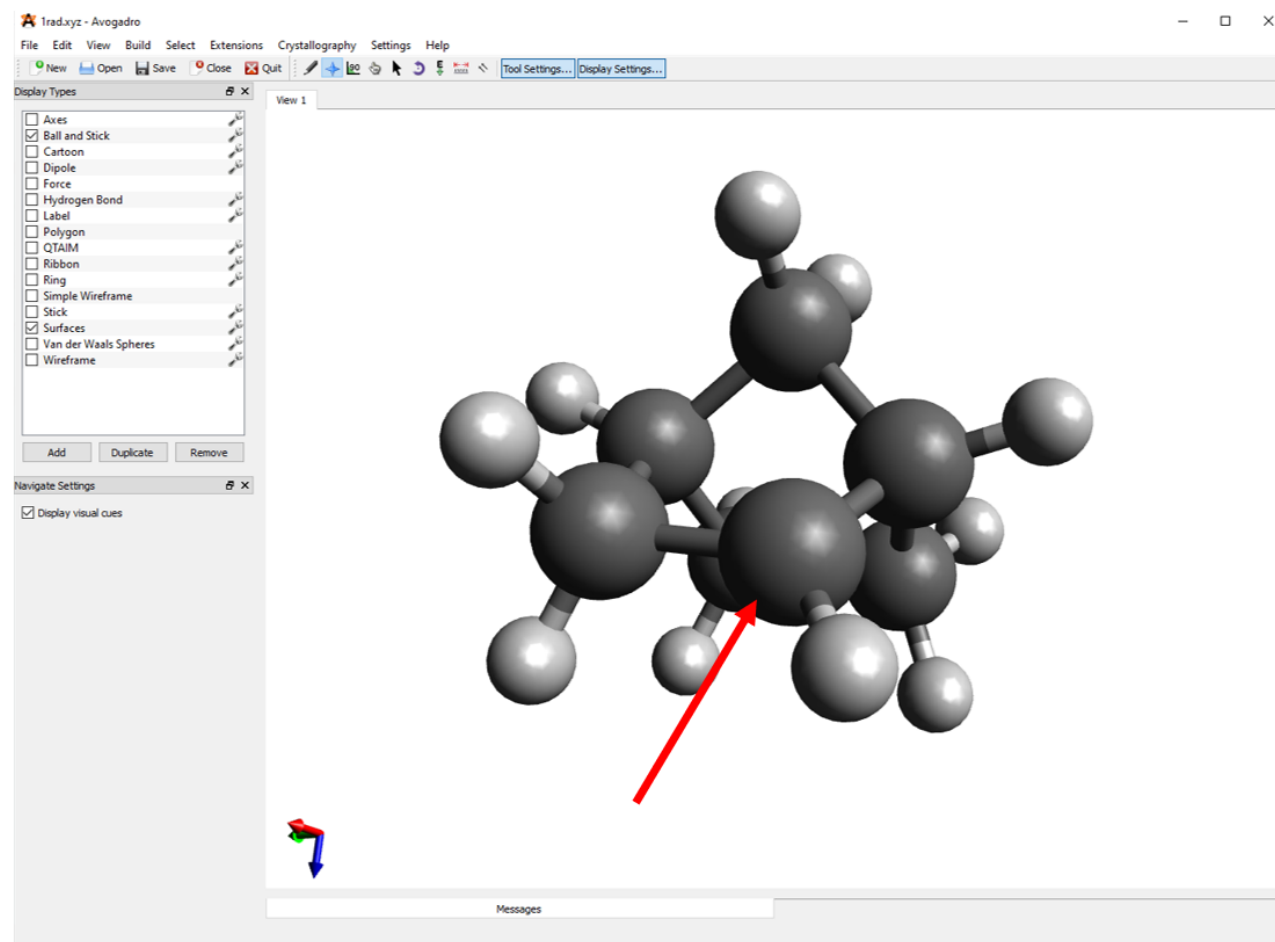 1rad.xyz - Avogadro
File Edit View Build Select Extensions Crystallography Settings Help
New Open Save Close Quit Tool Settings... Display Settings...
Display Types
View 1
Axes
Ball and Stick
Cartoon
Dipole
Force
Hydrogen Bond
Label
Polygon
QTAIM
Ribbon
Ring
Simple Wireframe
Stick
Surfaces
Van der Waals Spheres
Wireframe
Add Duplicate Remove
Navigate Settings
Display visual cues
Messages